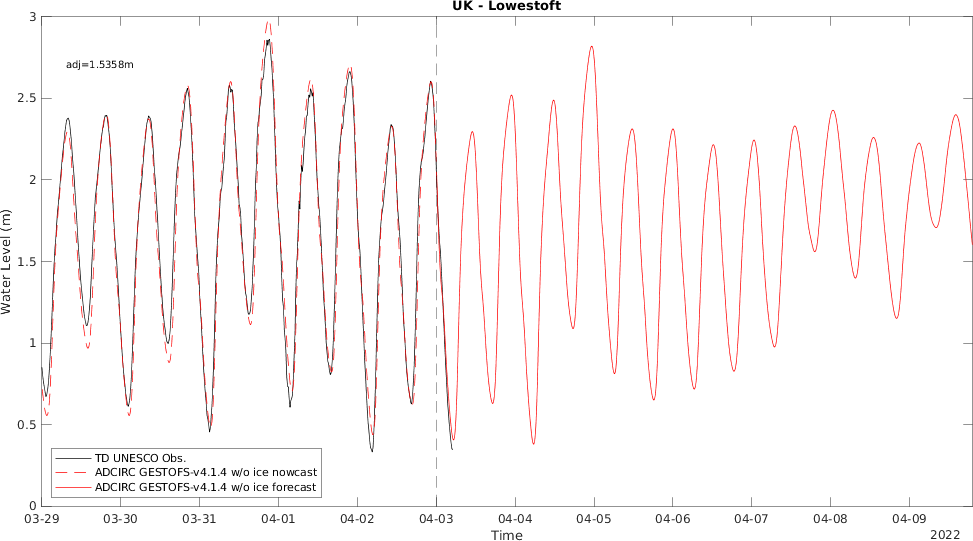 UK - Lowestoft
3
adj=1.5358m
2.5
2
Water Level (m)
1.5
1
0.5
0
TD UNESCO Obs.
ADCIRC GESTOFS-v4.1.4 w/o ice nowcast
ADCIRC GESTOFS-v4.1.4 w/o ice forecast
03-29 03-30 03-31 04-01 04-02 04-03 04-04 04-05 04-06 04-07 04-08 04-09
Time
2022